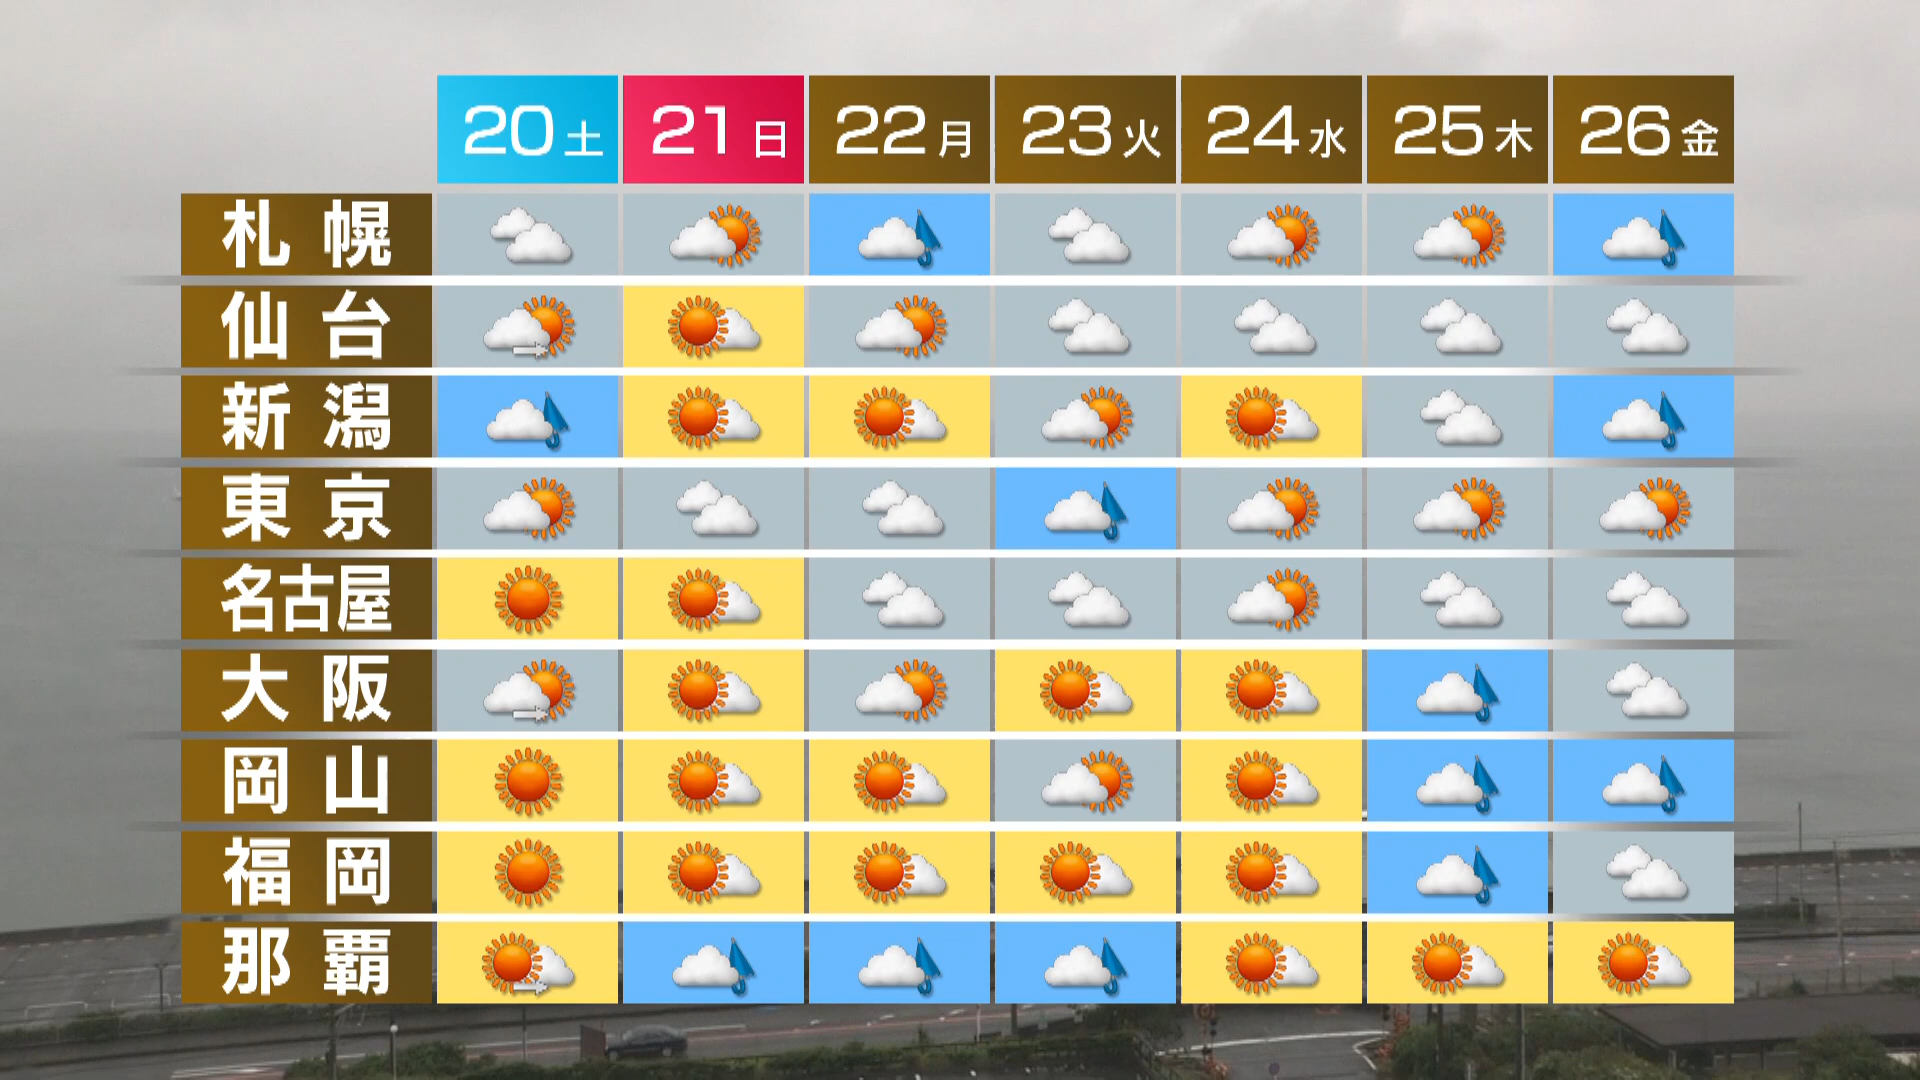 20土 21日 22月 23火 24水 25木 26金
札幌
仙台
新潟
東京
名古屋
大阪
岡山
福岡
那覇